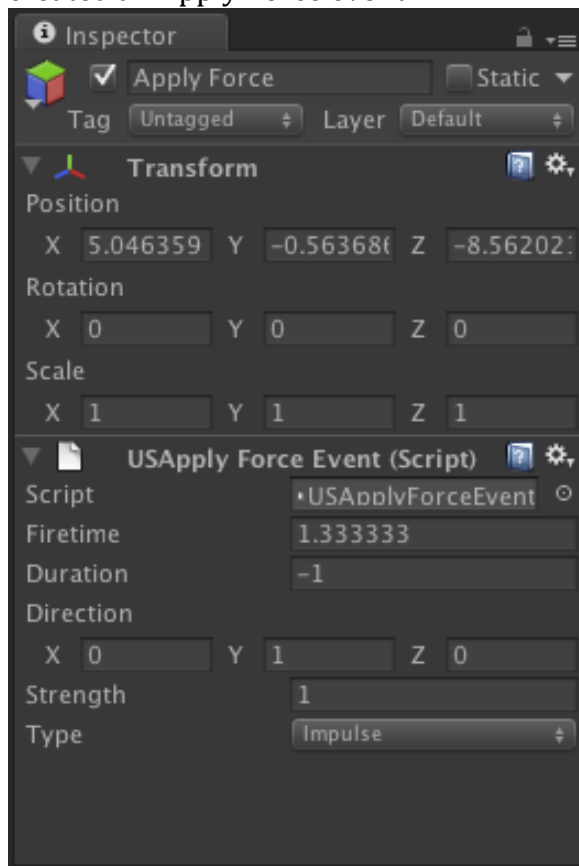 Inspector
Apply Force Static
Tag Untagged Layer Default
Transform
Position
X 5.046359 Y -0.563686 Z -8.56202
Rotation
X 0 Y 0 Z 0
Scale
X 1 Y 1 Z 1
USApply Force Event (Script)
Script USApplyForceEvent
Firetime 1.333333
Duration -1
Direction
X 0 Y 1 Z 0
Strength 1
Type Impulse